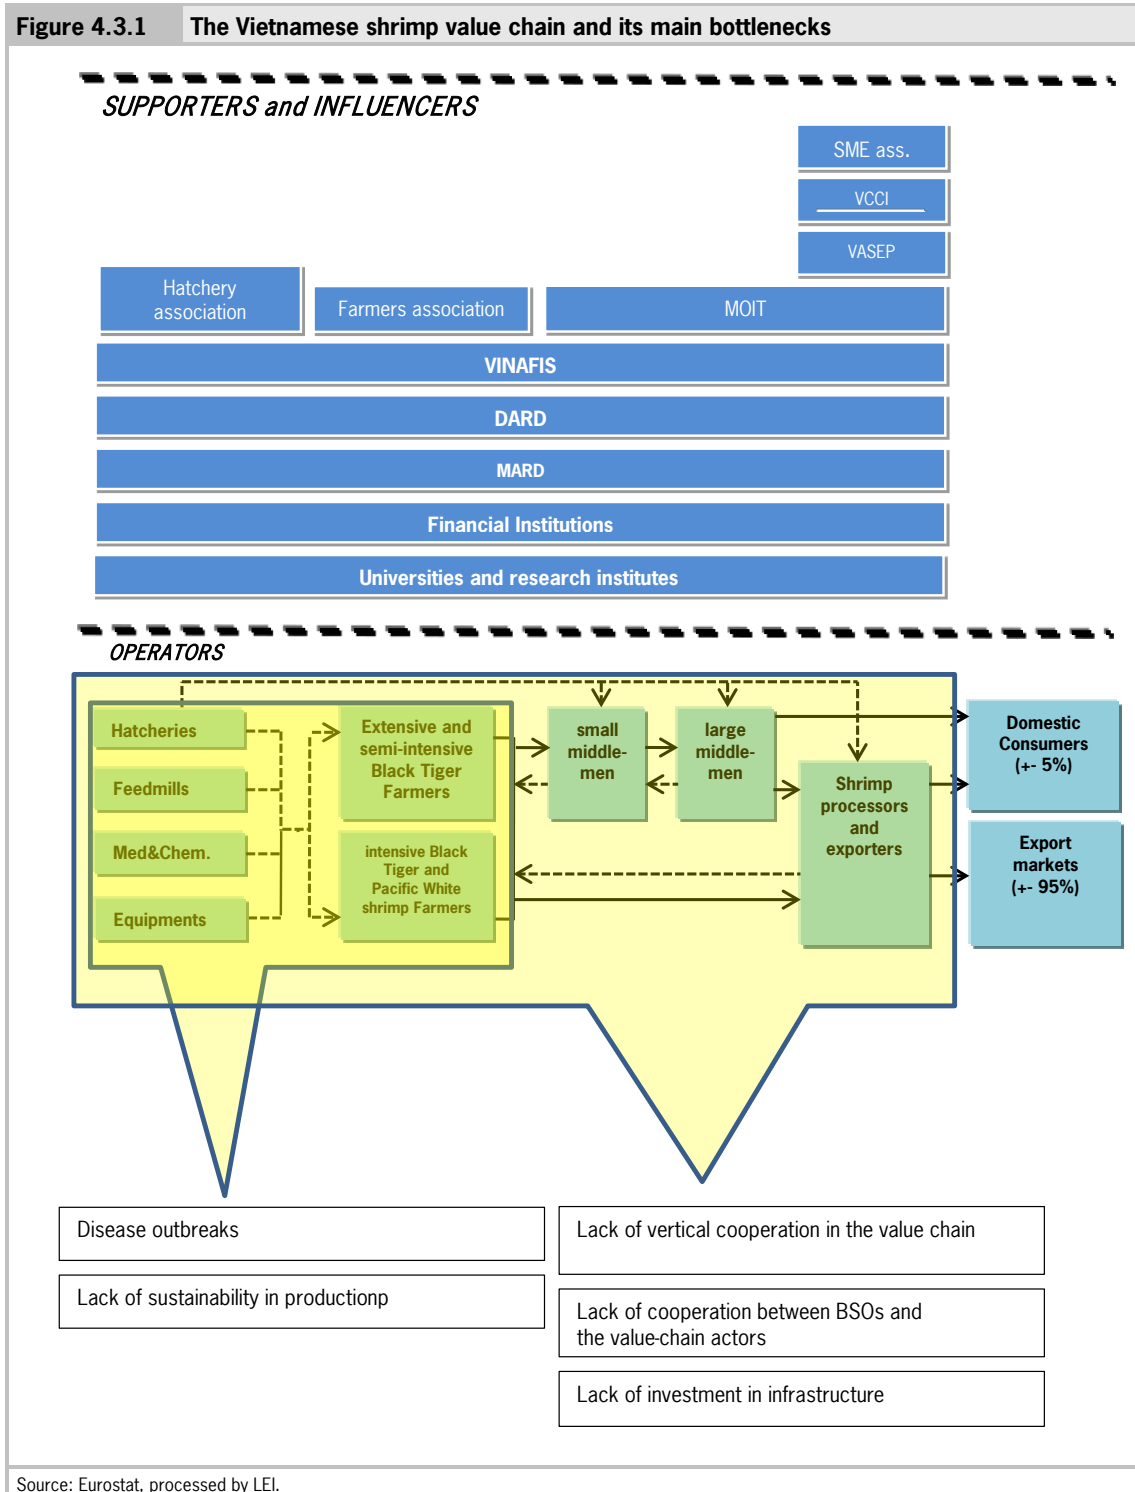 Figure 4.3.1 The Vietnamese shrimp value chain and its main bottlenecks
SUPPORTERS and INFLUENCERS
SME ass.
VCCI
VASEP
Hatchery
association
Farmers association
MOIT
VINAFIS
DARD
MARD
Financial Institutions
Universities and research institutes
OPERATORS
Hatcheries
Feedmills
Med&Chem.
Equipments
Extensive and
semi-intensive
Black Tiger
Farmers
intensive Black
Tiger and
Pacific White
shrimp Farmers
small
middle-
men
large
middle-
men
Shrimp
processors
and
exporters
Domestic
Consumers
(+- 5%)
Export
markets
(+- 95%)
Disease outbreaks
Lack of sustainability in productionp
Lack of vertical cooperation in the value chain
Lack of cooperation between BSOs and
the value-chain actors
Lack of investment in infrastructure
Source: Eurostat, processed by LEI.